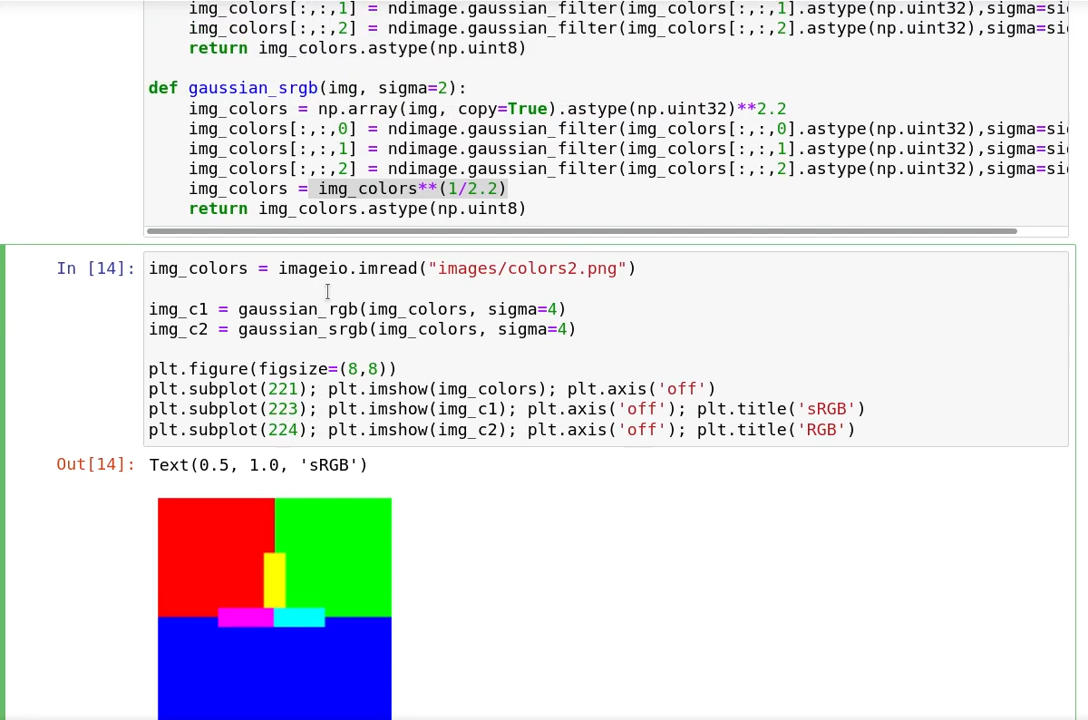 img_colors[:,:,1] = ndimage.gaussian_filter(img_colors[:,:,1].astype(np.uint32),sigma=si
img_colors[:,:,2] = ndimage.gaussian_filter(img_colors[:,:,2].astype(np.uint32),sigma=si
return img_colors.astype(np.uint8)
def gaussian_srgb(img, sigma=2):
img_colors = np.array(img, copy=True).astype(np.uint32)**2.2
img_colors[:,:,0] = ndimage.gaussian_filter(img_colors[:,:,0].astype(np.uint32),sigma=si
img_colors[:,:,1] = ndimage.gaussian_filter(img_colors[:,:,1].astype(np.uint32),sigma=si
img_colors[:,:,2] = ndimage.gaussian_filter(img_colors[:,:,2].astype(np.uint32),sigma=si
img_colors = img_colors**(1/2.2)
return img_colors.astype(np.uint8)
In [14]: img_colors = imageio.imread("images/colors2.png")
img_c1 = gaussian_rgb(img_colors, sigma=4)
img_c2 = gaussian_srgb(img_colors, sigma=4)
plt.figure(figsize=(8,8))
plt.subplot(221); plt.imshow(img_colors); plt.axis('off')
plt.subplot(223); plt.imshow(img_c1); plt.axis('off'); plt.title('sRGB')
plt.subplot(224); plt.imshow(img_c2); plt.axis('off'); plt.title('RGB')
Out[14]: Text(0.5, 1.0, 'sRGB')